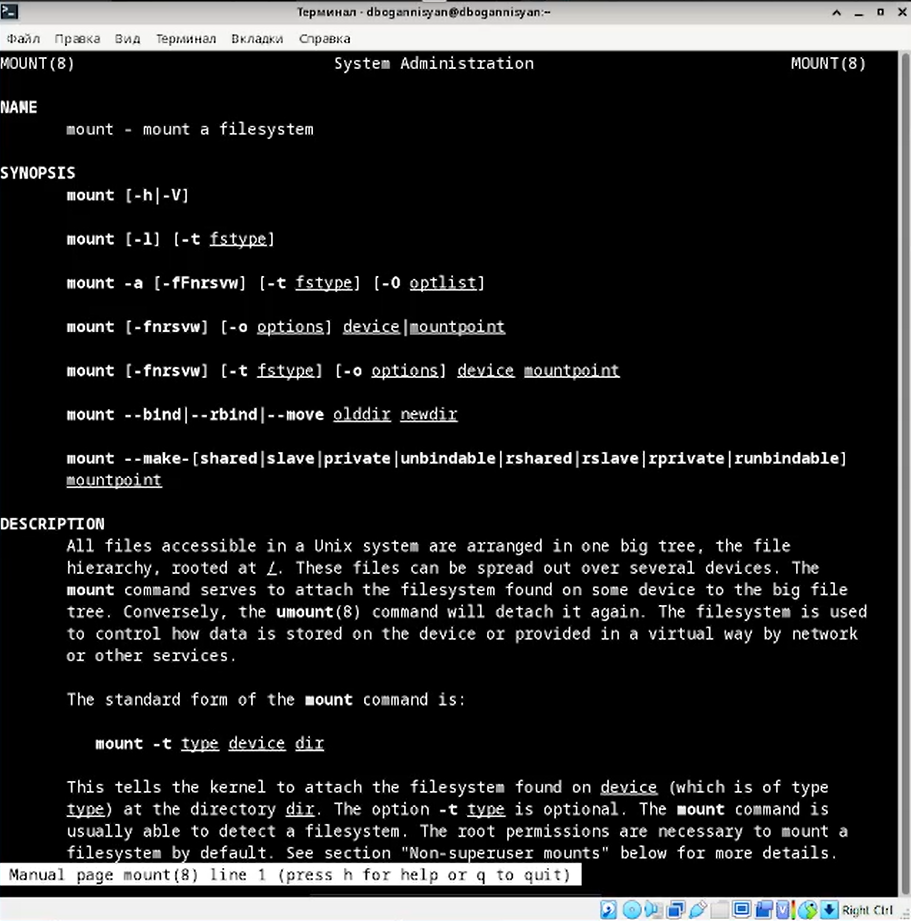 Терминал - dbogannisyan@dbogannisyan:~
Файл Правка Вид Терминал Вкладки Справка
MOUNT(8) System Administration MOUNT(8)
NAME
mount - mount a filesystem
SYNOPSIS
mount [-h|-V]
mount [-l] [-t fstype]
mount -a [-fFnrsvw] [-t fstype] [-O optlist]
mount [-fnrsvw] [-o options] device|mountpoint
mount [-fnrsvw] [-t fstype] [-o options] device mountpoint
mount --bind|--rbind|--move olddir newdir
mount --make-[shared|slave|private|unbindable|rshared|rslave|rprivate|runbindable]
mountpoint
DESCRIPTION
All files accessible in a Unix system are arranged in one big tree, the file
hierarchy, rooted at /. These files can be spread out over several devices. The
mount command serves to attach the filesystem found on some device to the big file
tree. Conversely, the umount(8) command will detach it again. The filesystem is used
to control how data is stored on the device or provided in a virtual way by network
or other services.
The standard form of the mount command is:
mount -t type device dir
This tells the kernel to attach the filesystem found on device (which is of type
type) at the directory dir. The option -t type is optional. The mount command is
usually able to detect a filesystem. The root permissions are necessary to mount a
filesystem by default. See section "Non-superuser mounts" below for more details.
Manual page mount(8) line 1 (press h for help or q to quit)
Right Ctrl